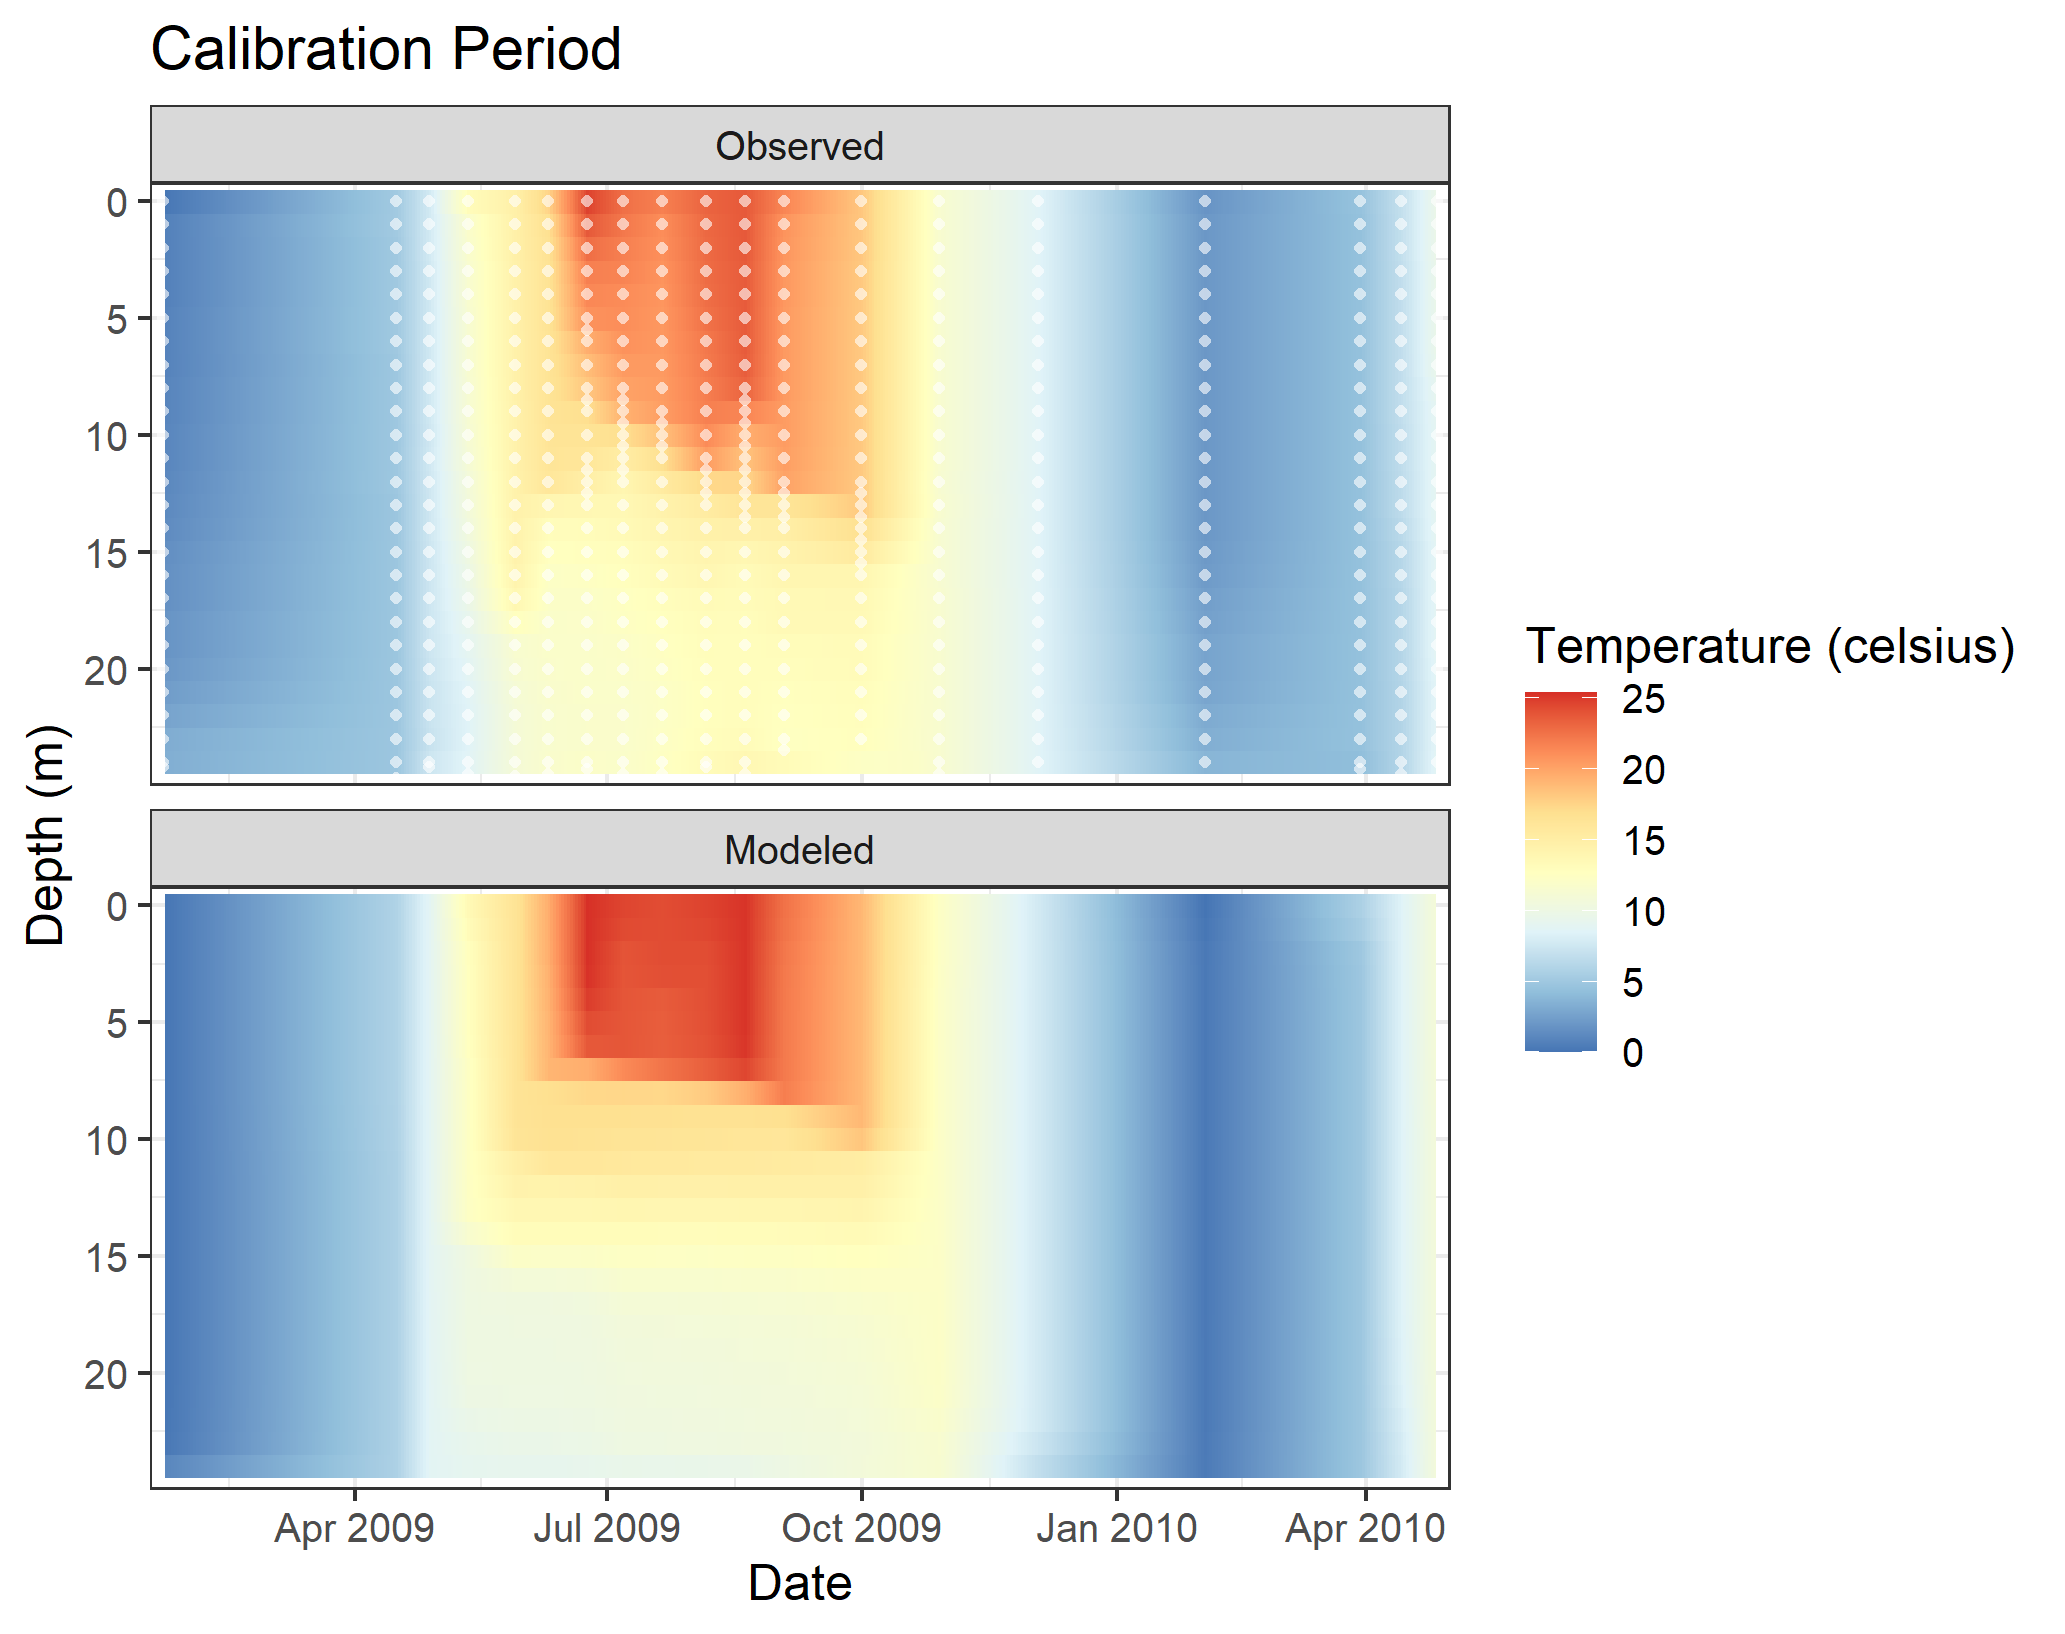 Calibration Period
Observed
0
5
10
15
20
Modeled
0
5
10
15
20
Depth (m)
Apr 2009
Jul 2009
Oct 2009
Jan 2010
Apr 2010
Date
Temperature (celsius)
25
20
15
10
5
0